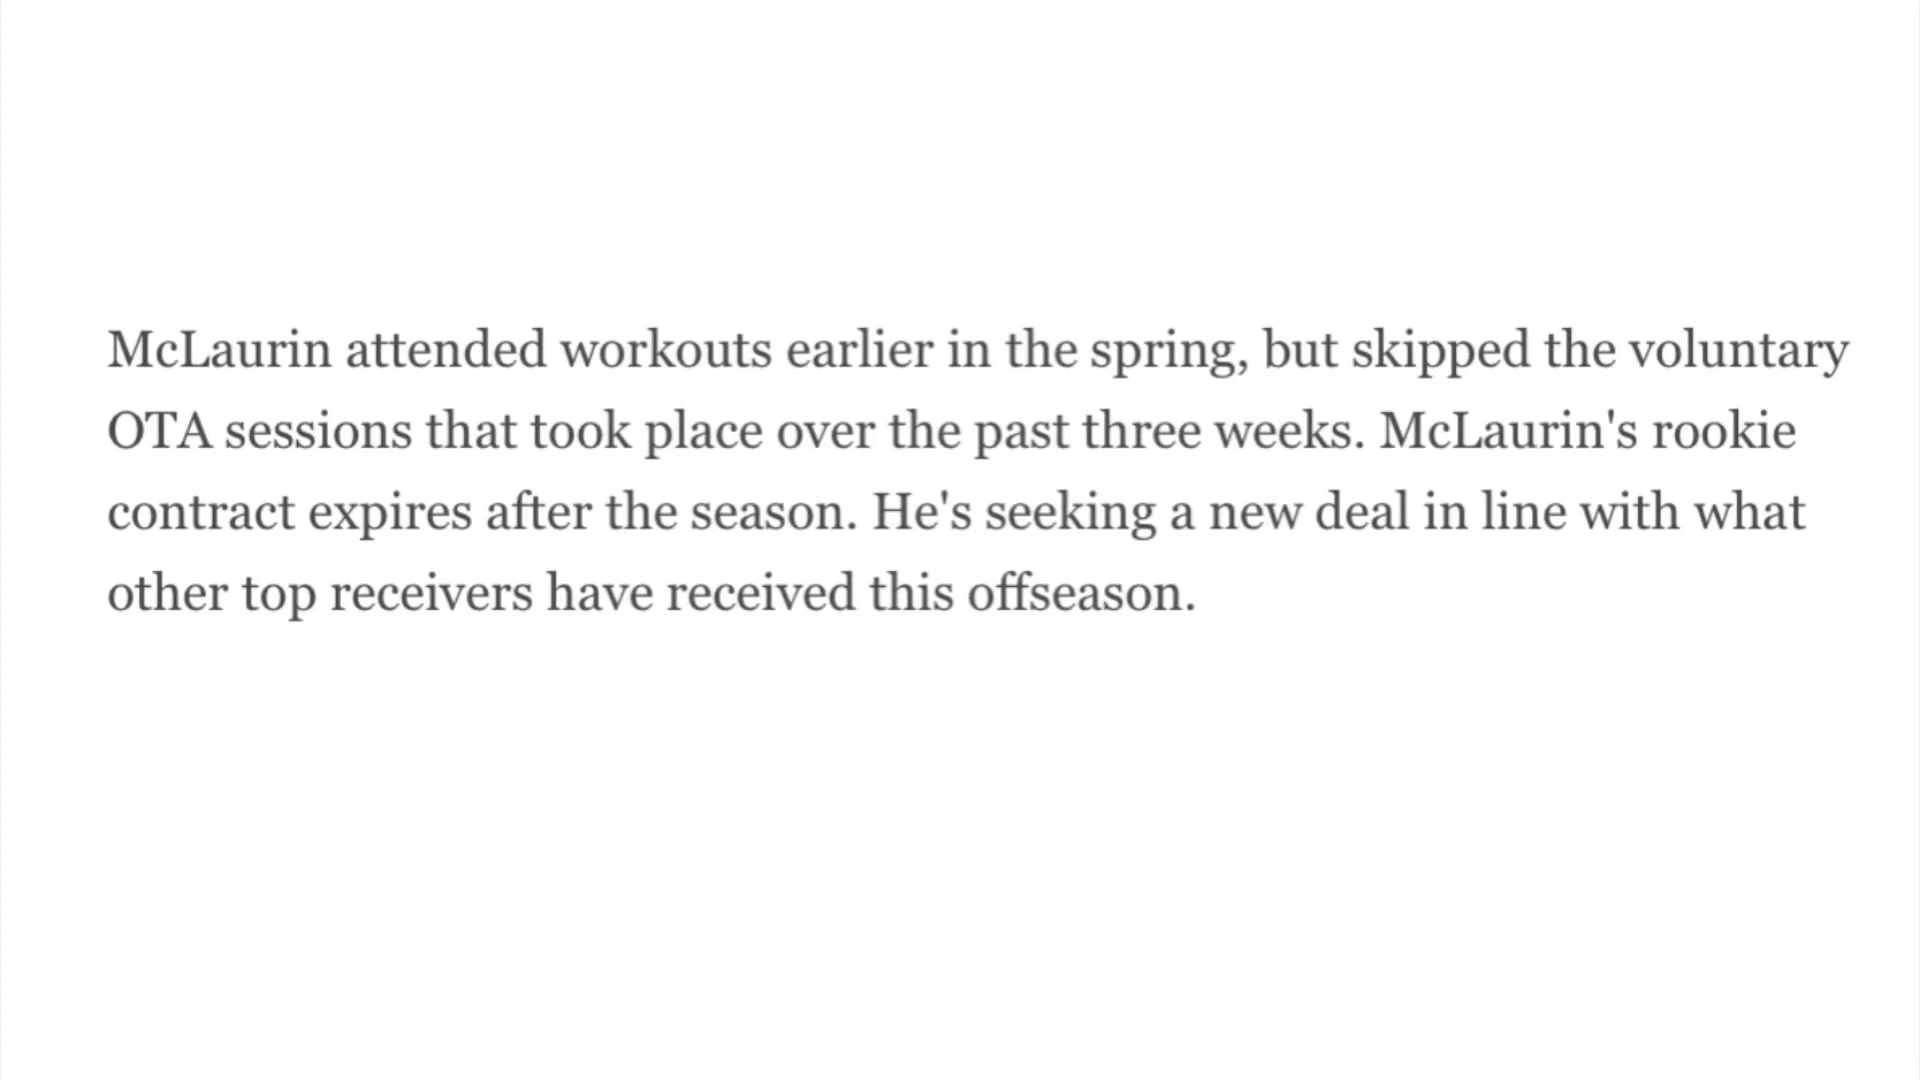 McLaurin attended workouts earlier in the spring, but skipped the voluntary
OTA sessions that took place over the past three weeks. McLaurin's rookie
contract expires after the season. He's seeking a new deal in line with what
other top receivers have received this offseason.